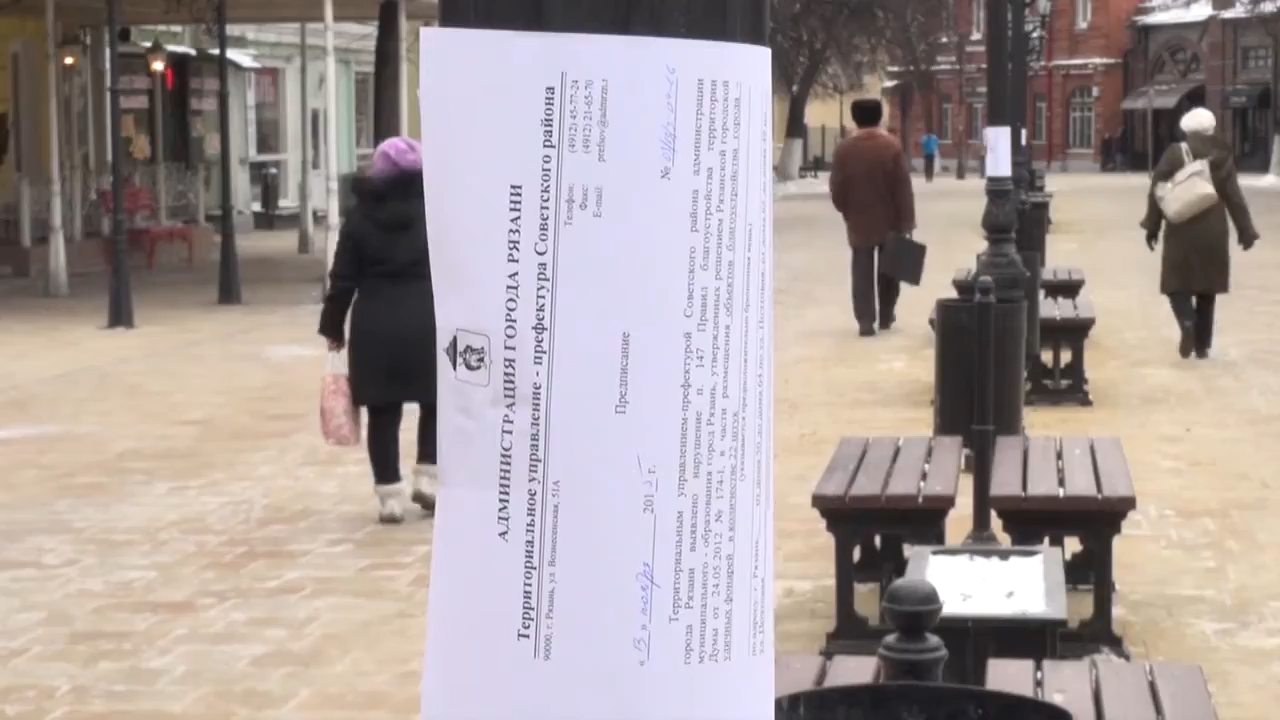 АДМИНИСТРАЦИЯ ГОРОДА РЯЗАНИ
Территориальное управление - префектура Советского района
90000, г. Рязань, ул. Вознесенская, 51А
Телефон: (4912) 45-77-24
Факс: (4912) 21-65-70
E-mail:
Предписание
« 13 » ноября 2015 г. №
Территориальным управлением-префектурой Советского района администрации
города Рязани выявлено нарушение п. 147 Правил благоустройства территории
муниципального - образования город Рязань, утвержденных решением Рязанской городской
Думы от 24.05.2012 № 174-I, в части размещения объектов благоустройства города
уличных фонарей в количестве 22 штук